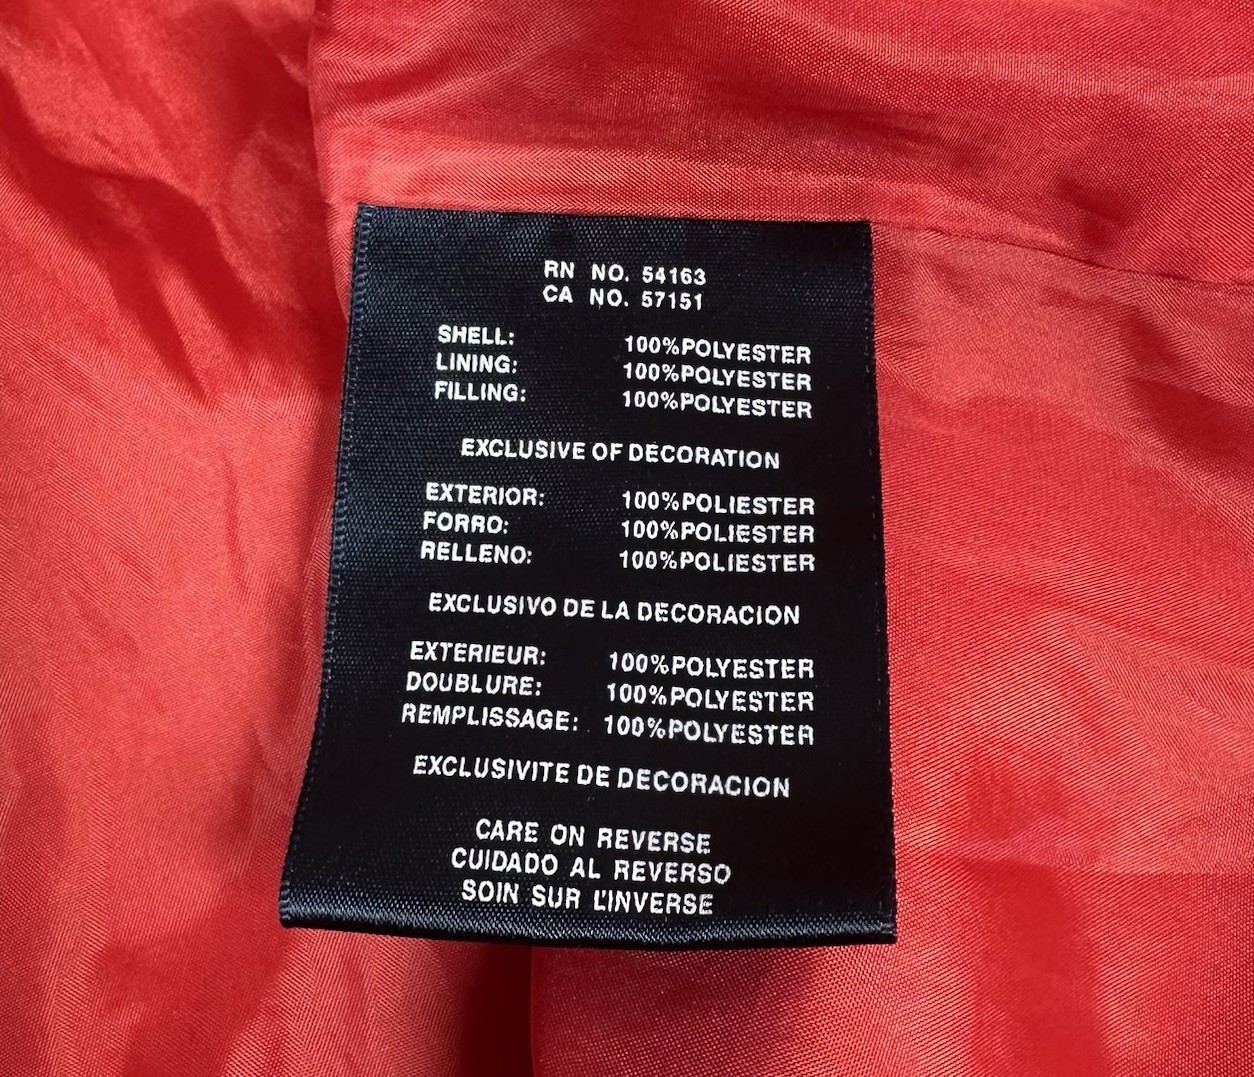 RN NO. 54163
CA NO. 57151
SHELL: 100%POLYESTER
LINING: 100%POLYESTER
FILLING: 100%POLYESTER
EXCLUSIVE OF DECORATION
EXTERIOR: 100%POLIESTER
FORRO: 100%POLIESTER
RELLENO: 100%POLIESTER
EXCLUSIVO DE LA DECORACION
EXTERIEUR: 100%POLYESTER
DOUBLURE: 100%POLYESTER
REMPLISSAGE: 100%POLYESTER
EXCLUSIVITE DE DECORACION
CARE ON REVERSE
CUIDADO AL REVERSO
SOIN SUR L'INVERSE